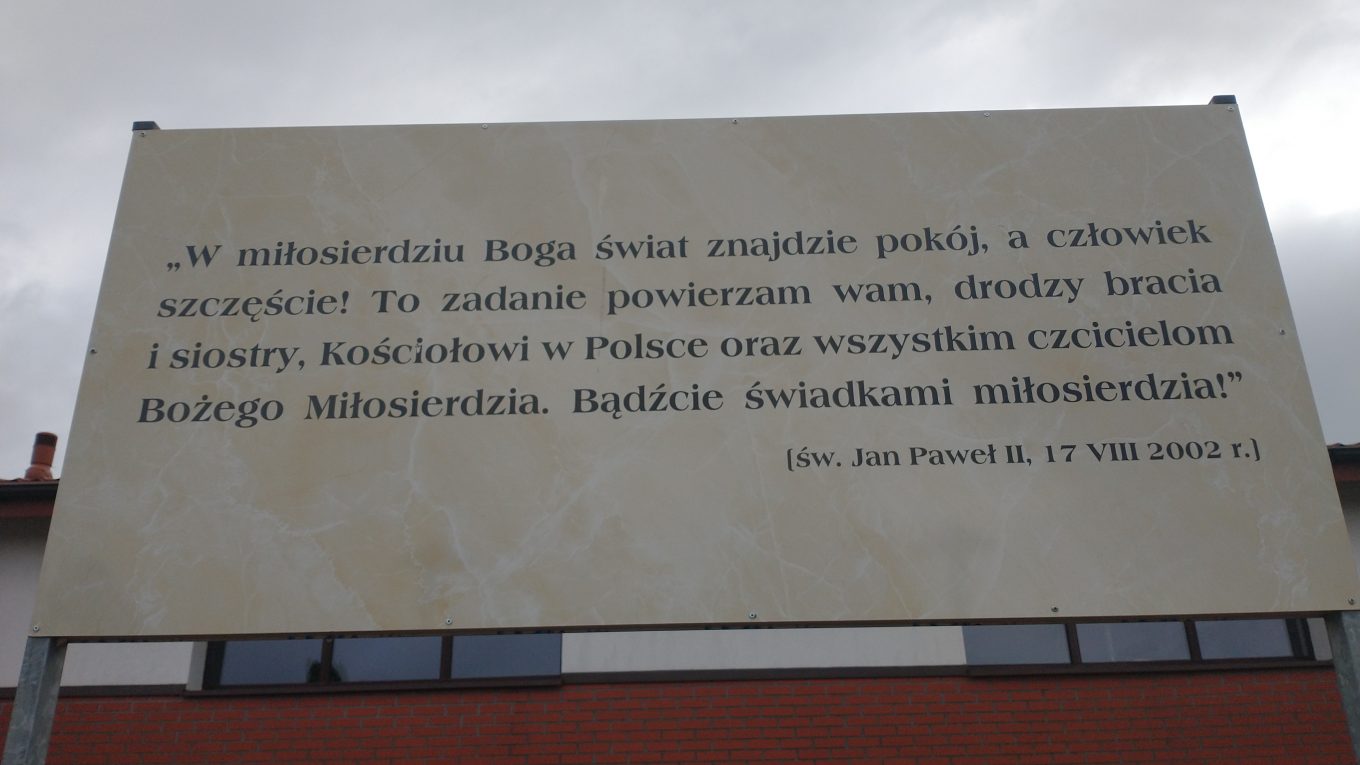 „W miłosierdziu Boga świat znajdzie pokój, a człowiek
szczęście! To zadanie powierzam wam, drodzy bracia
i siostry, Kościołowi w Polsce oraz wszystkim czcicielom
Bożego Miłosierdzia. Bądźcie świadkami miłosierdzia!”
(św. Jan Paweł II, 17 VIII 2002 r.)